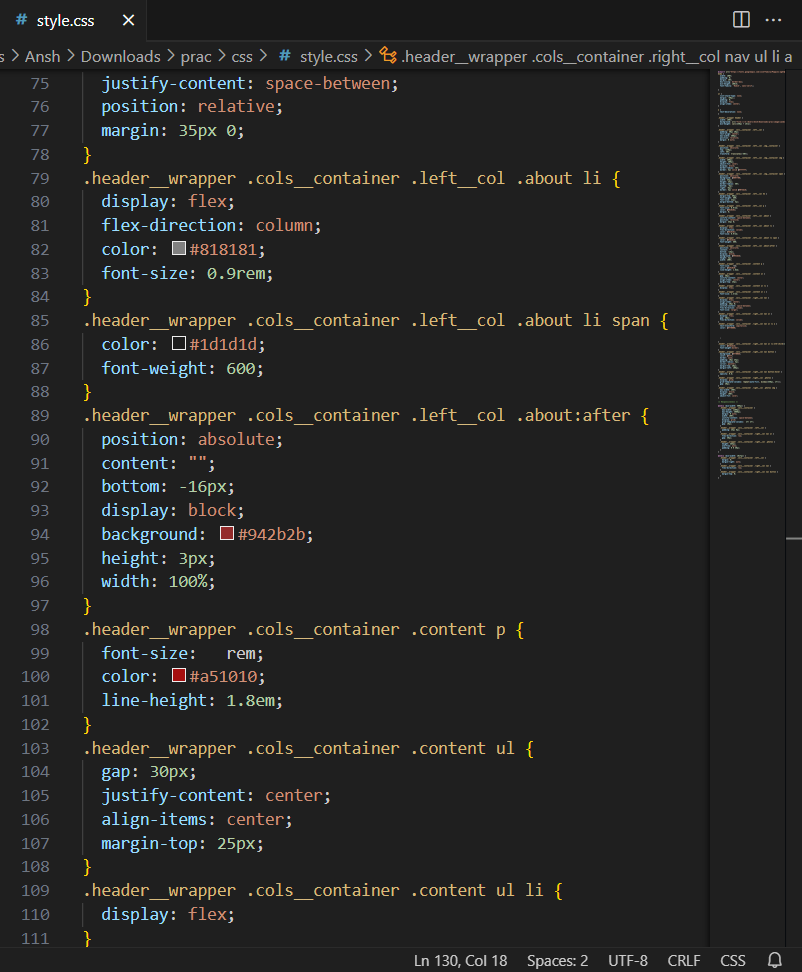 # style.css ×
s > Ansh > Downloads > prac > css > # style.css > .header__wrapper .cols__container .right__col nav ul li a
75 justify-content: space-between;
76 position: relative;
77 margin: 35px 0;
78 }
79 .header__wrapper .cols__container .left__col .about li {
80 display: flex;
81 flex-direction: column;
82 color: #818181;
83 font-size: 0.9rem;
84 }
85 .header__wrapper .cols__container .left__col .about li span {
86 color: #1d1d1d;
87 font-weight: 600;
88 }
89 .header__wrapper .cols__container .left__col .about:after {
90 position: absolute;
91 content: "";
92 bottom: -16px;
93 display: block;
94 background: #942b2b;
95 height: 3px;
96 width: 100%;
97 }
98 .header__wrapper .cols__container .content p {
99 font-size: rem;
100 color: #a51010;
101 line-height: 1.8em;
102 }
103 .header__wrapper .cols__container .content ul {
104 gap: 30px;
105 justify-content: center;
106 align-items: center;
107 margin-top: 25px;
108 }
109 .header__wrapper .cols__container .content ul li {
110 display: flex;
111 }
Ln 130, Col 18 Spaces: 2 UTF-8 CRLF CSS